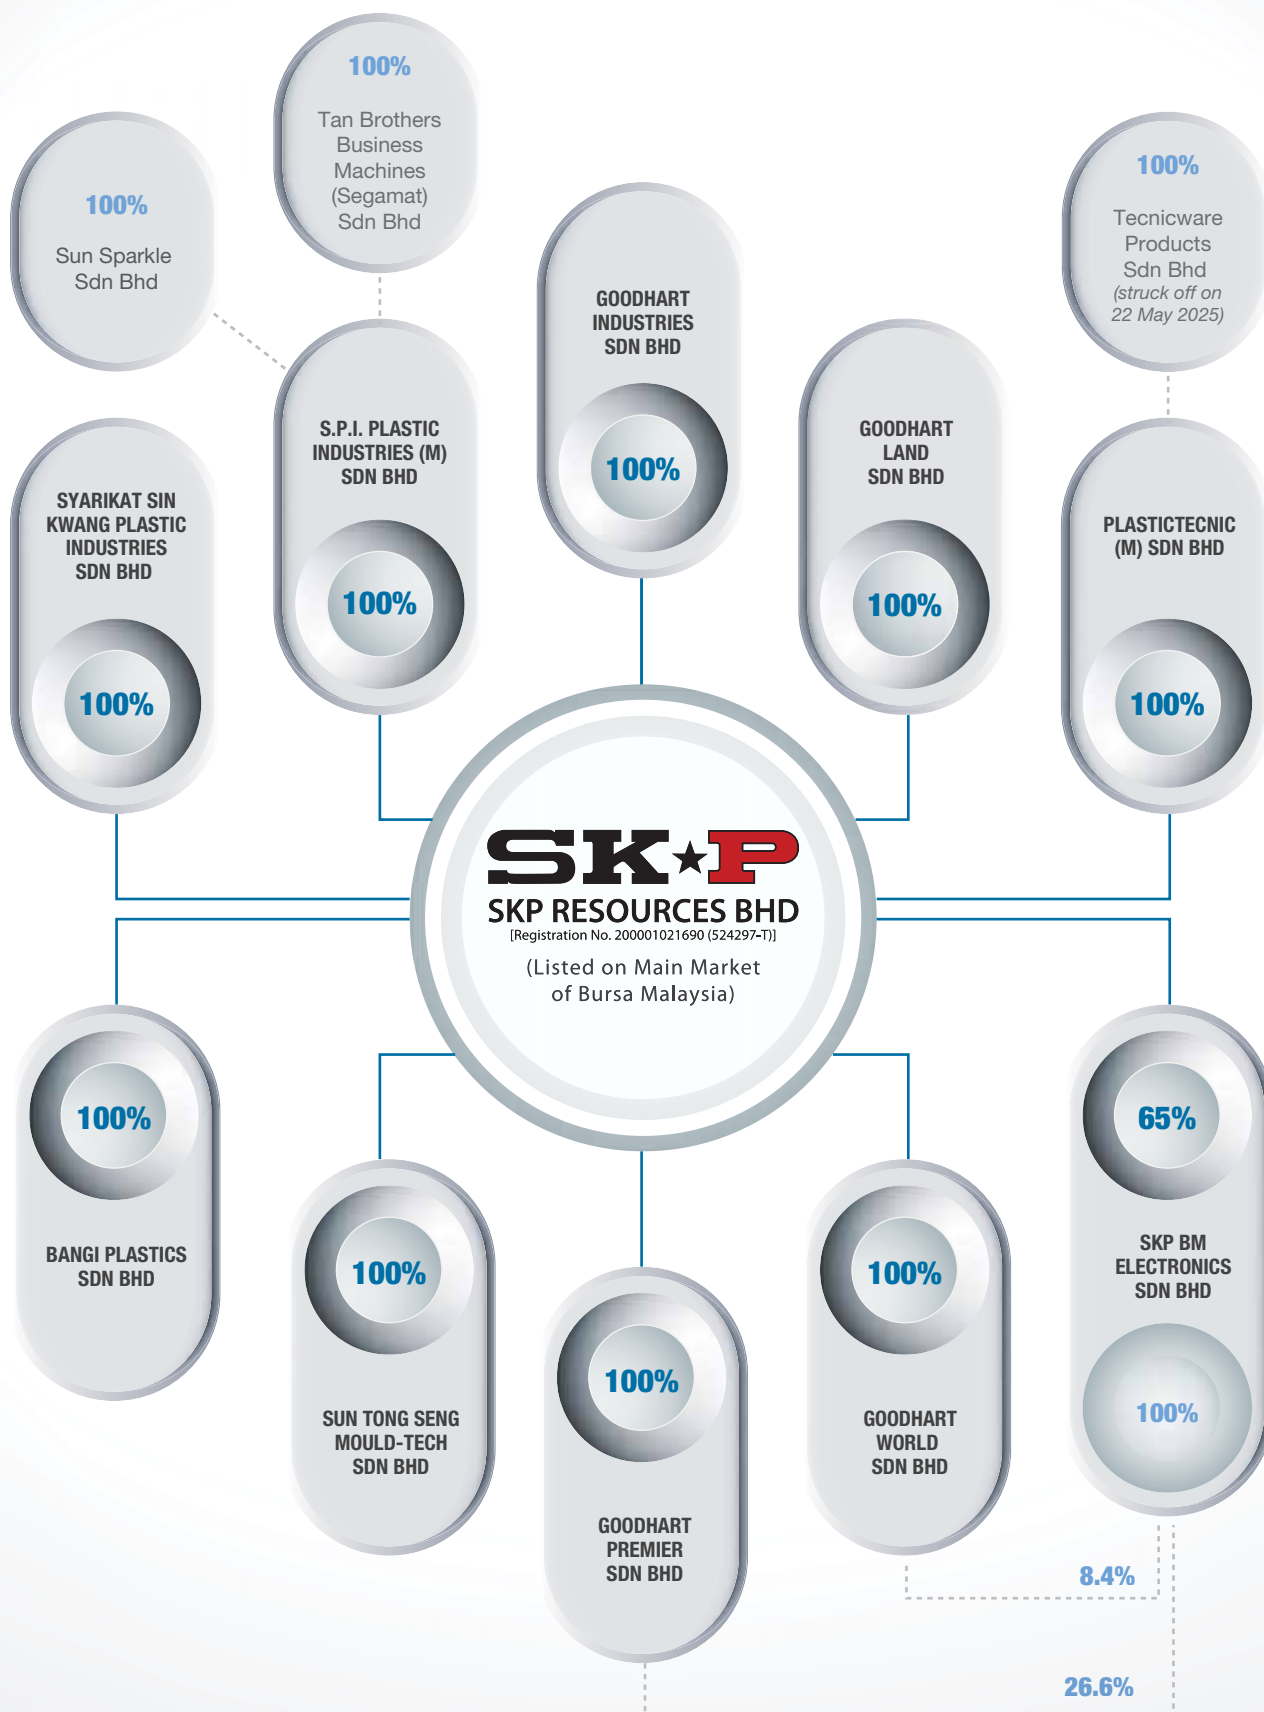 100%
Tan Brothers
Business
Machines
(Segamat)
Sdn Bhd
100%
Sun Sparkle
Sdn Bhd
100%
Tecnicware
Products
Sdn Bhd
(struck off on
22 May 2025)
GOODHART
INDUSTRIES
SDN BHD
100%
S.P.I. PLASTIC
INDUSTRIES (M)
SDN BHD
100%
GOODHART
LAND
SDN BHD
100%
SYARIKAT SIN
KWANG PLASTIC
INDUSTRIES
SDN BHD
100%
PLASTICTECNIC
(M) SDN BHD
100%
SK★P
SKP RESOURCES BHD
[Registration No. 200001021690 (524297-T)]
(Listed on Main Market
of Bursa Malaysia)
100%
BANGI PLASTICS
SDN BHD
100%
SUN TONG SENG
MOULD-TECH
SDN BHD
100%
GOODHART
PREMIER
SDN BHD
100%
GOODHART
WORLD
SDN BHD
65%
SKP BM
ELECTRONICS
SDN BHD
100%
8.4%
26.6%